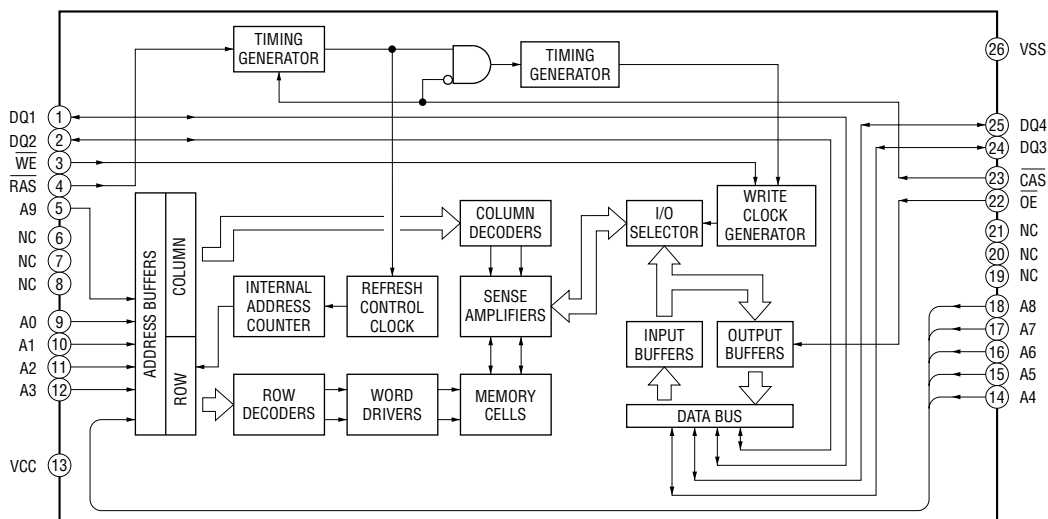 TIMING
GENERATOR
TIMING
GENERATOR
26 VSS
DQ1 1
DQ2 2
WE 3
RAS 4
A9 5
NC 6
NC 7
NC 8
A0 9
A1 10
A2 11
A3 12
VCC 13
25 DQ4
24 DQ3
23 CAS
22 OE
21 NC
20 NC
19 NC
18 A8
17 A7
16 A6
15 A5
14 A4
ADDRESS BUFFERS
COLUMN
ROW
COLUMN
DECODERS
I/O
SELECTOR
WRITE
CLOCK
GENERATOR
INTERNAL
ADDRESS
COUNTER
REFRESH
CONTROL
CLOCK
SENSE
AMPLIFIERS
INPUT
BUFFERS
OUTPUT
BUFFERS
ROW
DECODERS
WORD
DRIVERS
MEMORY
CELLS
DATA BUS